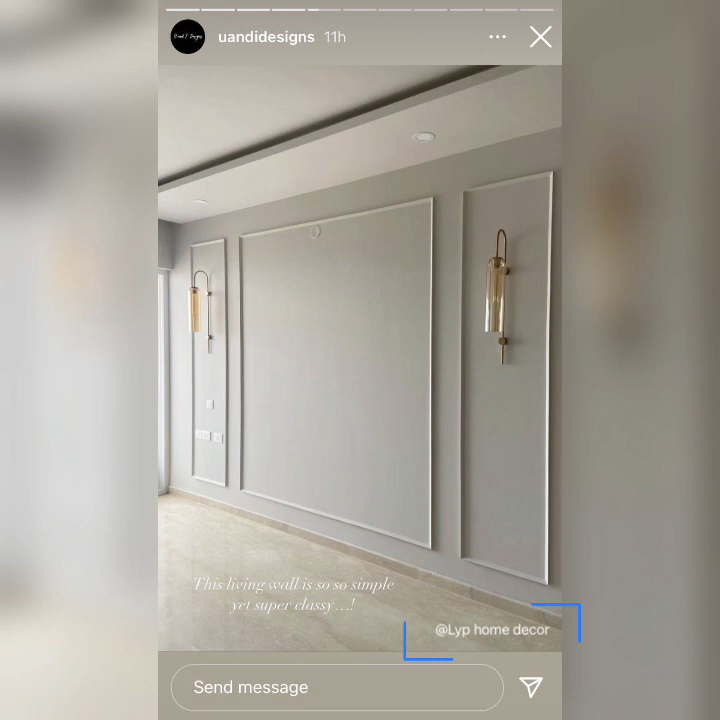 uandidesigns 11h
This living wall is so so simple
yet super classy...!
@Lyp home decor
Send message